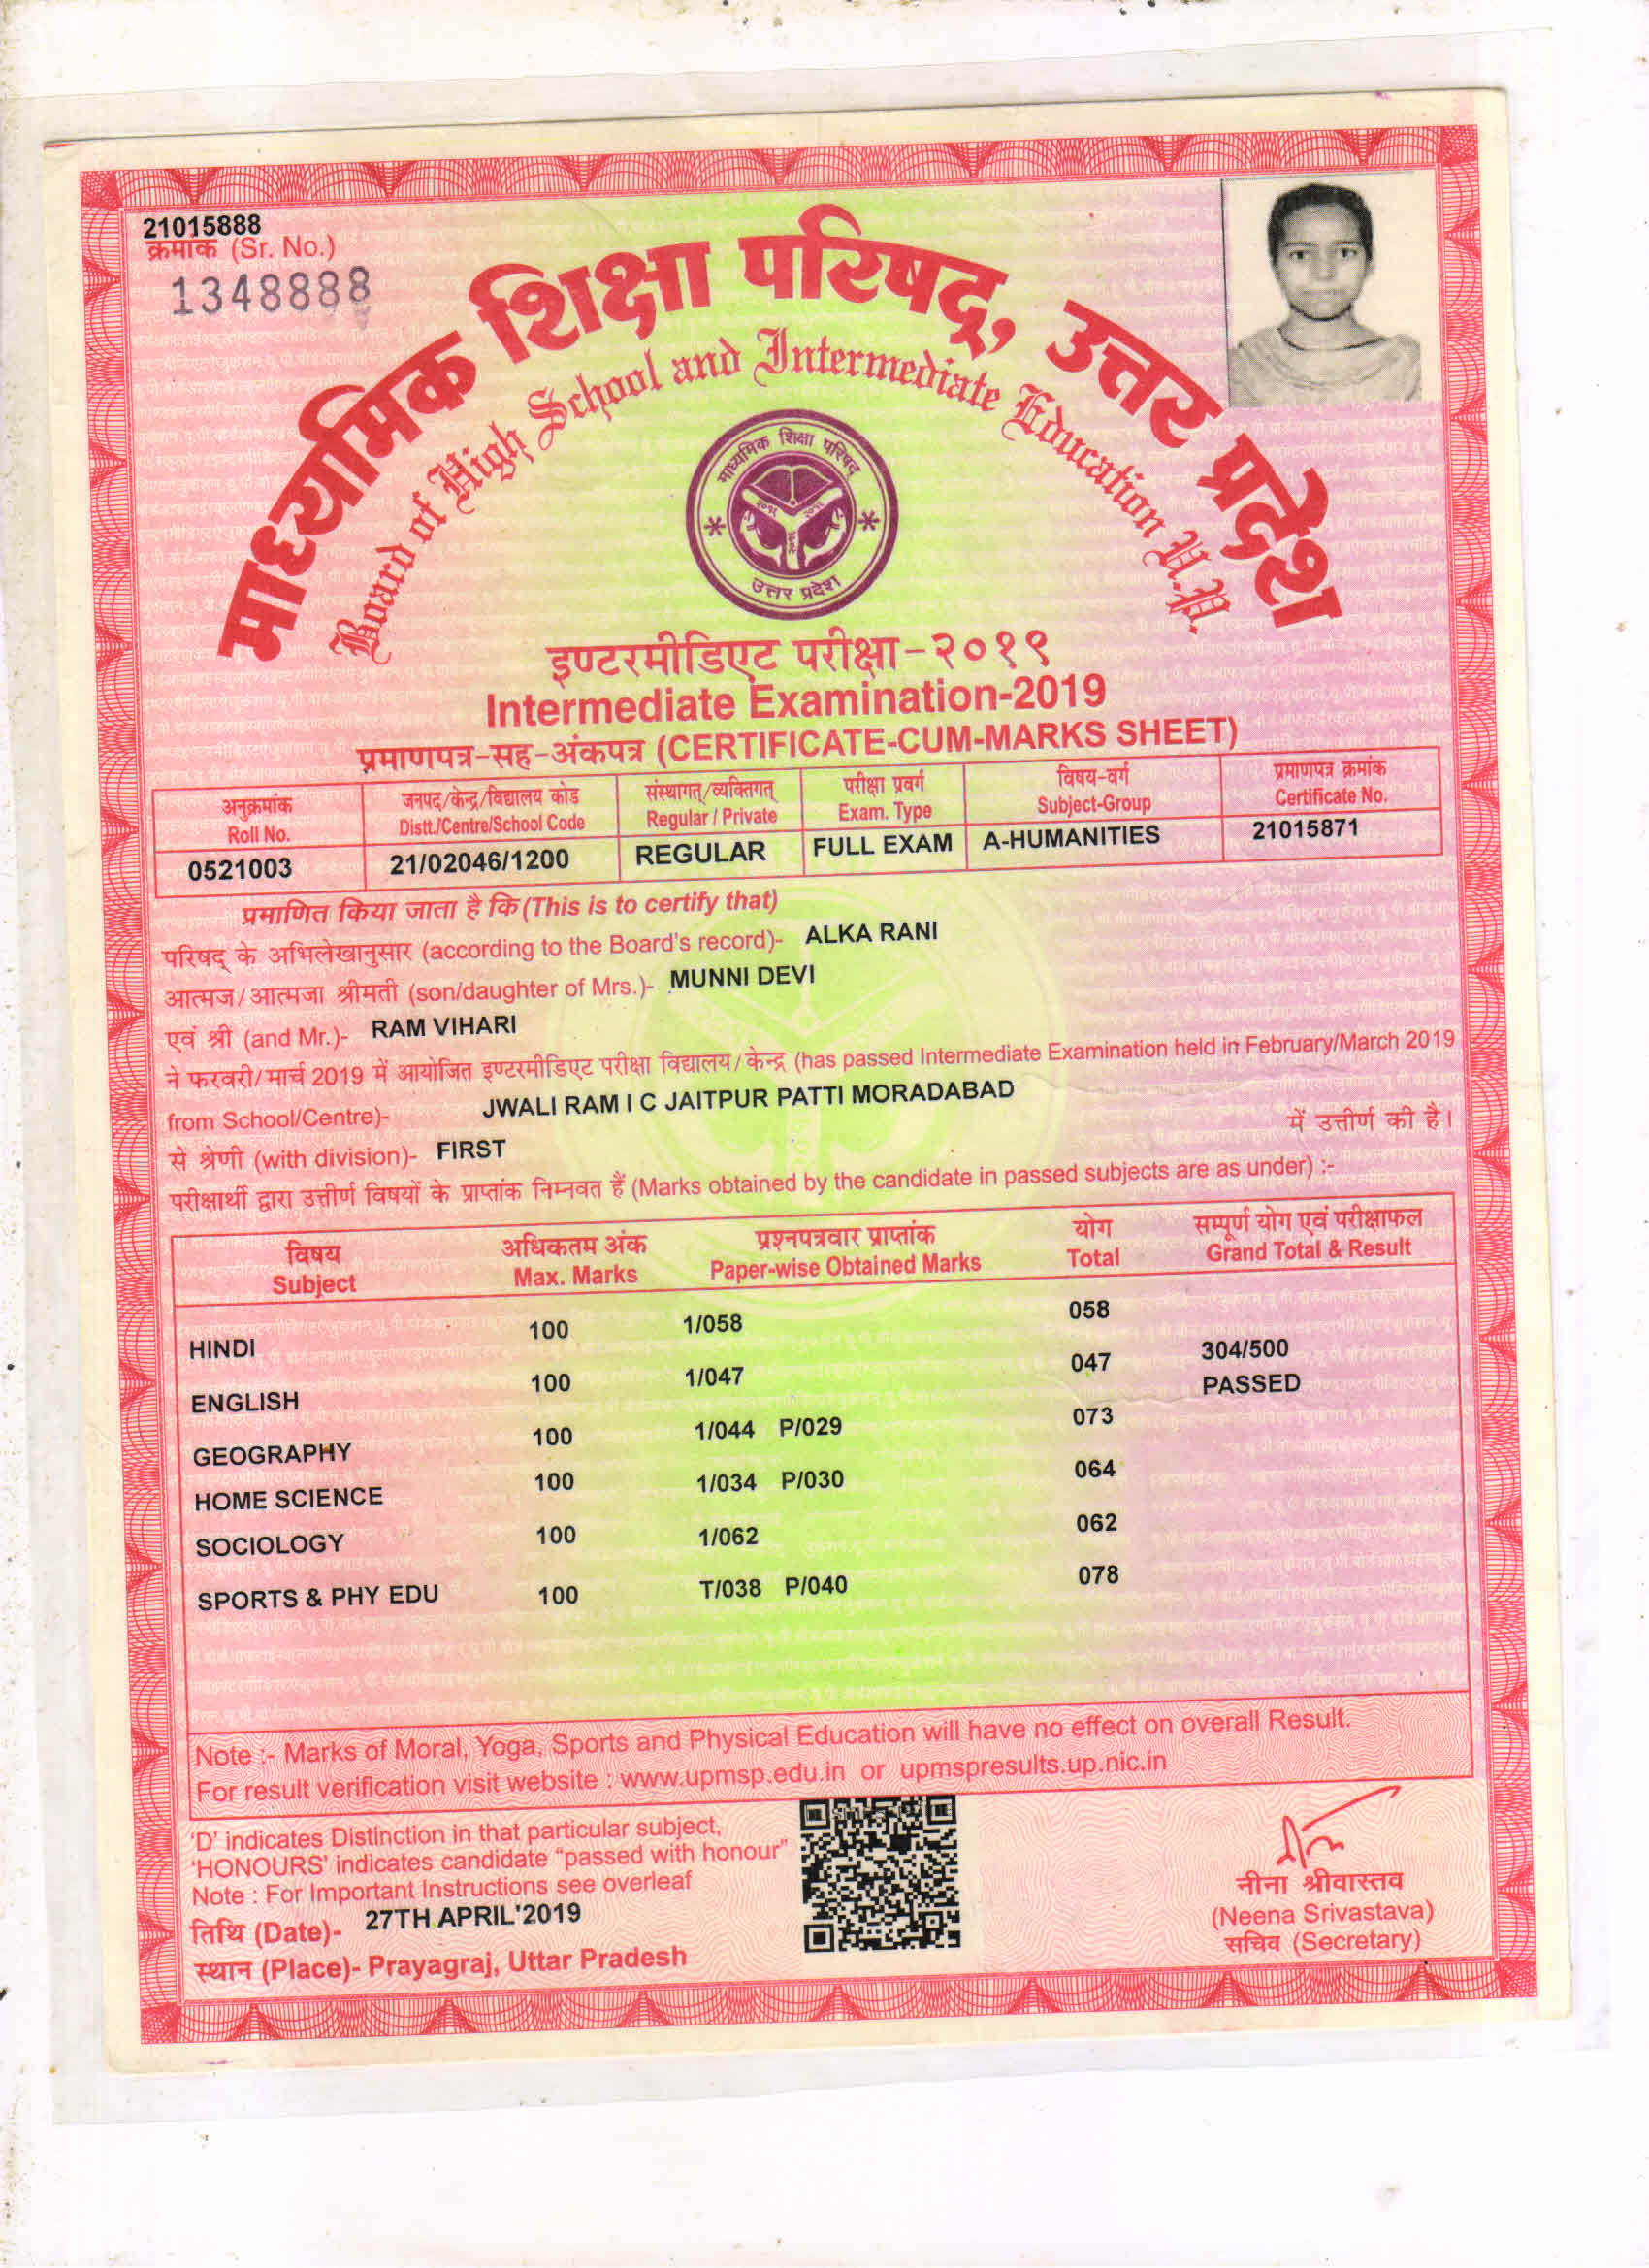 21015888
क्रमांक (Sr. No.)
1348888
माध्यमिक शिक्षा परिषद्, उत्तर प्रदेश
Board of High School and Intermediate Education U.P.
माध्यमिक शिक्षा परिषद्
उत्तर प्रदेश
इण्टरमीडिएट परीक्षा-२०१९
Intermediate Examination-2019
प्रमाणपत्र-सह-अंकपत्र (CERTIFICATE-CUM-MARKS SHEET)
अनुक्रमांक जनपद/केन्द्र/विद्यालय कोड संस्थागत/व्यक्तिगत परीक्षा प्रवर्ग विषय-वर्ग प्रमाणपत्र क्रमांक
Roll No. Distt./Centre/School Code Regular / Private Exam. Type Subject-Group Certificate No.
0521003 21/02046/1200 REGULAR FULL EXAM A-HUMANITIES 21015871
प्रमाणित किया जाता है कि (This is to certify that)
परिषद् के अभिलेखानुसार (according to the Board's record)- ALKA RANI
आत्मज/आत्मजा श्रीमती (son/daughter of Mrs.)- MUNNI DEVI
एवं श्री (and Mr.)- RAM VIHARI
ने फरवरी/मार्च 2019 में आयोजित इण्टरमीडिएट परीक्षा विद्यालय/केन्द्र (has passed Intermediate Examination held in February/March 2019
from School/Centre)- JWALI RAM I C JAITPUR PATTI MORADABAD
से श्रेणी (with division)- FIRST में उत्तीर्ण की है।
परीक्षार्थी द्वारा उत्तीर्ण विषयों के प्राप्तांक निम्नवत हैं (Marks obtained by the candidate in passed subjects are as under) :-
विषय अधिकतम अंक प्रश्नपत्रवार प्राप्तांक योग सम्पूर्ण योग एवं परीक्षाफल
Subject Max. Marks Paper-wise Obtained Marks Total Grand Total & Result
HINDI 100 1/058 058 304/500
ENGLISH 100 1/047 047 PASSED
GEOGRAPHY 100 1/044 P/029 073
HOME SCIENCE 100 1/034 P/030 064
SOCIOLOGY 100 1/062 062
SPORTS & PHY EDU 100 T/038 P/040 078
Note :- Marks of Moral, Yoga, Sports and Physical Education will have no effect on overall Result.
For result verification visit website : www.upmsp.edu.in or upmspresults.up.nic.in
'D' indicates Distinction in that particular subject,
'HONOURS' indicates candidate "passed with honour"
Note : For Important Instructions see overleaf
तिथि (Date)- 27TH APRIL'2019
स्थान (Place)- Prayagraj, Uttar Pradesh
नीना श्रीवास्तव
(Neena Srivastava)
सचिव (Secretary)